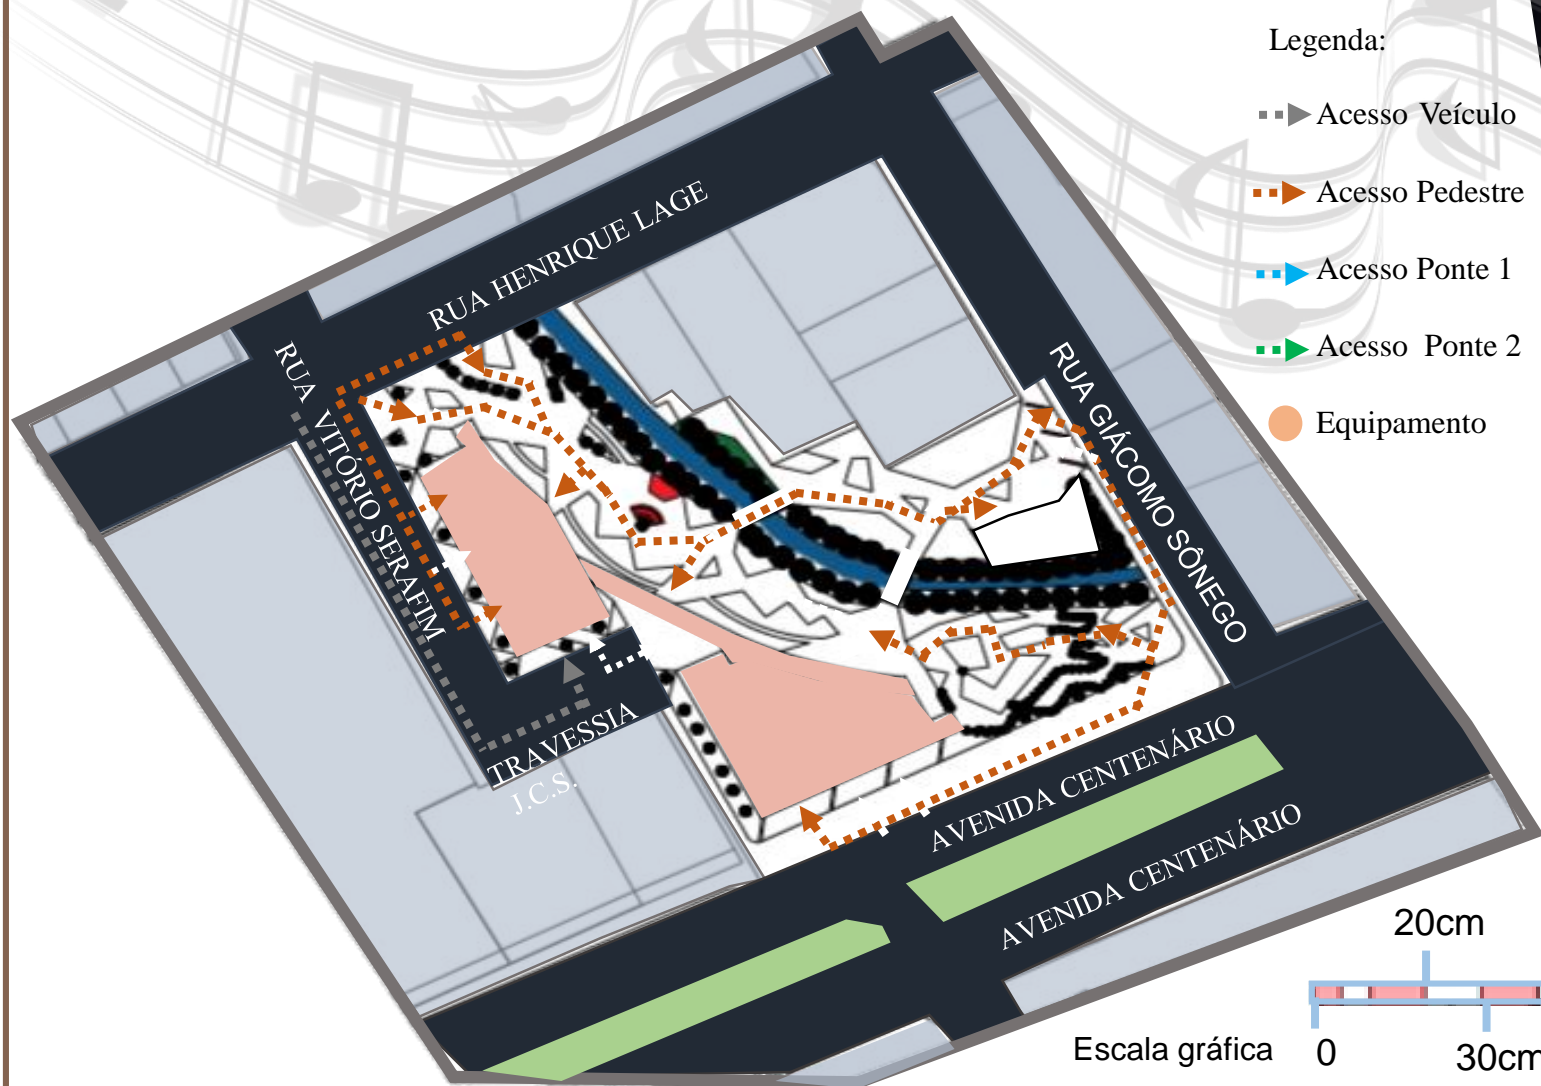 Legenda:
Acesso Veículo
Acesso Pedestre
Acesso Ponte 1
Acesso Ponte 2
Equipamento
RUA HENRIQUE LAGE
RUA VITÓRIO SERAFIM
RUA GIÁCOMO SÔNEGO
TRAVESSIA
J.C.S.
AVENIDA CENTENÁRIO
AVENIDA CENTENÁRIO
20cm
Escala gráfica
0
30cm